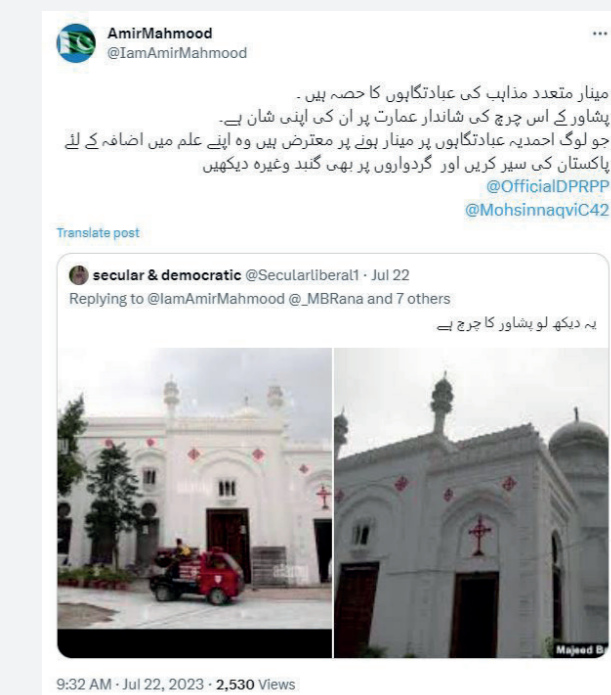 AmirMahmood
@IamAmirMahmood
مینار متعدد مذاہب کی عبادتگاہوں کا حصہ ہیں ۔
پشاور کے اس چرچ کی شاندار عمارت پر ان کی اپنی شان ہے۔
جو لوگ احمدیہ عبادتگاہوں پر مینار ہونے پر معترض ہیں وہ اپنے علم میں اضافہ کے لئے
پاکستان کی سیر کریں اور گردواروں پر بھی گنبد وغیرہ دیکھیں
@OfficialDPRPP
@MohsinnaqviC42
Translate post
secular & democratic @Secularliberal1 · Jul 22
Replying to @IamAmirMahmood @_MBRana and 7 others
یہ دیکھ لو پشاور کا چرچ ہے
alamy
Majeed
9:32 AM · Jul 22, 2023 · 2,530 Views